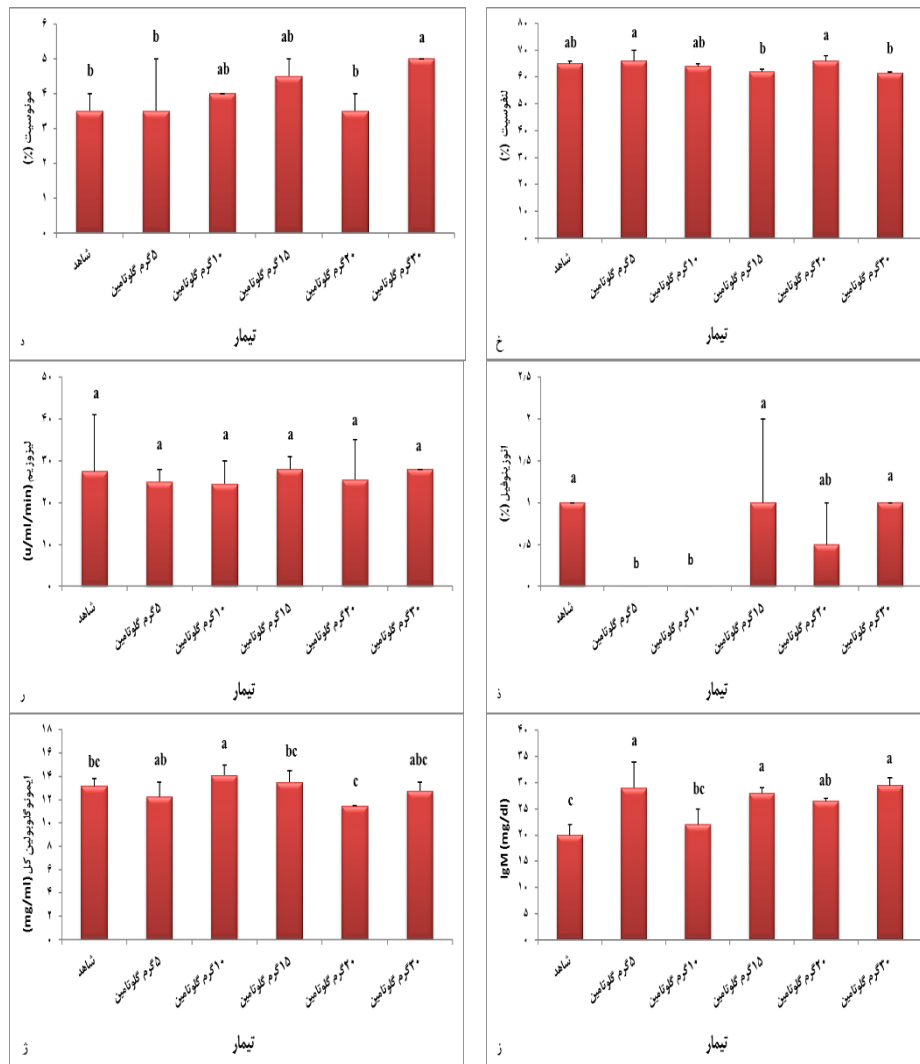 لنفوسیت (%)
۸۰
۷۰
۶۰
۵۰
۴۰
۳۰
۲۰
۱۰
۰
ab a ab b a b
شاهد
۵گرم گلوتامین
۱۰گرم گلوتامین
۱۵گرم گلوتامین
۲۰گرم گلوتامین
۳۰گرم گلوتامین
تیمار
خ
مونوسیت (%)
۶
۵
۴
۳
۲
۱
۰
b b ab ab b a
شاهد
۵گرم گلوتامین
۱۰گرم گلوتامین
۱۵گرم گلوتامین
۲۰گرم گلوتامین
۳۰گرم گلوتامین
تیمار
د
ائوزینوفیل (%)
۲/۵
۲
۱/۵
۱
۰/۵
۰
a b b a ab a
شاهد
۵گرم گلوتامین
۱۰گرم گلوتامین
۱۵گرم گلوتامین
۲۰گرم گلوتامین
۳۰گرم گلوتامین
تیمار
ذ
لیزوزیم (u/ml/min)
۵۰
۴۰
۳۰
۲۰
۱۰
۰
a a a a a a
شاهد
۵گرم گلوتامین
۱۰گرم گلوتامین
۱۵گرم گلوتامین
۲۰گرم گلوتامین
۳۰گرم گلوتامین
تیمار
ر
IgM (mg/dl)
۴۰
۳۵
۳۰
۲۵
۲۰
۱۵
۱۰
۵
۰
c a bc a ab a
شاهد
۵گرم گلوتامین
۱۰گرم گلوتامین
۱۵گرم گلوتامین
۲۰گرم گلوتامین
۳۰گرم گلوتامین
تیمار
ز
ایمونوگلوبولین کل (mg/ml)
۱۸
۱۶
۱۴
۱۲
۱۰
۸
۶
۴
۲
۰
bc ab a bc c abc
شاهد
۵گرم گلوتامین
۱۰گرم گلوتامین
۱۵گرم گلوتامین
۲۰گرم گلوتامین
۳۰گرم گلوتامین
تیمار
ژ